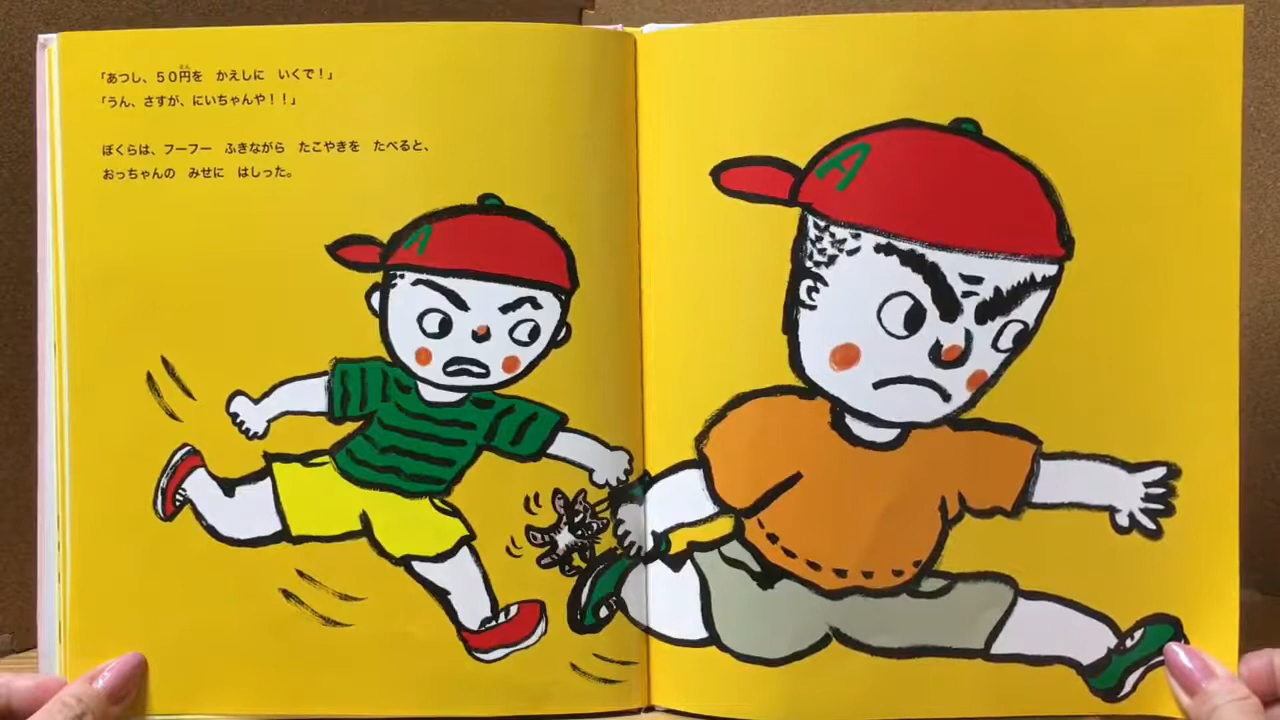 「あつし、５０円を　かえしに　いくで！」
「うん、さすが、にいちゃんや！！」
ぼくらは、フーフー　ふきながら　たこやきを　たべると、
おっちゃんの　みせに　はしった。
A
A